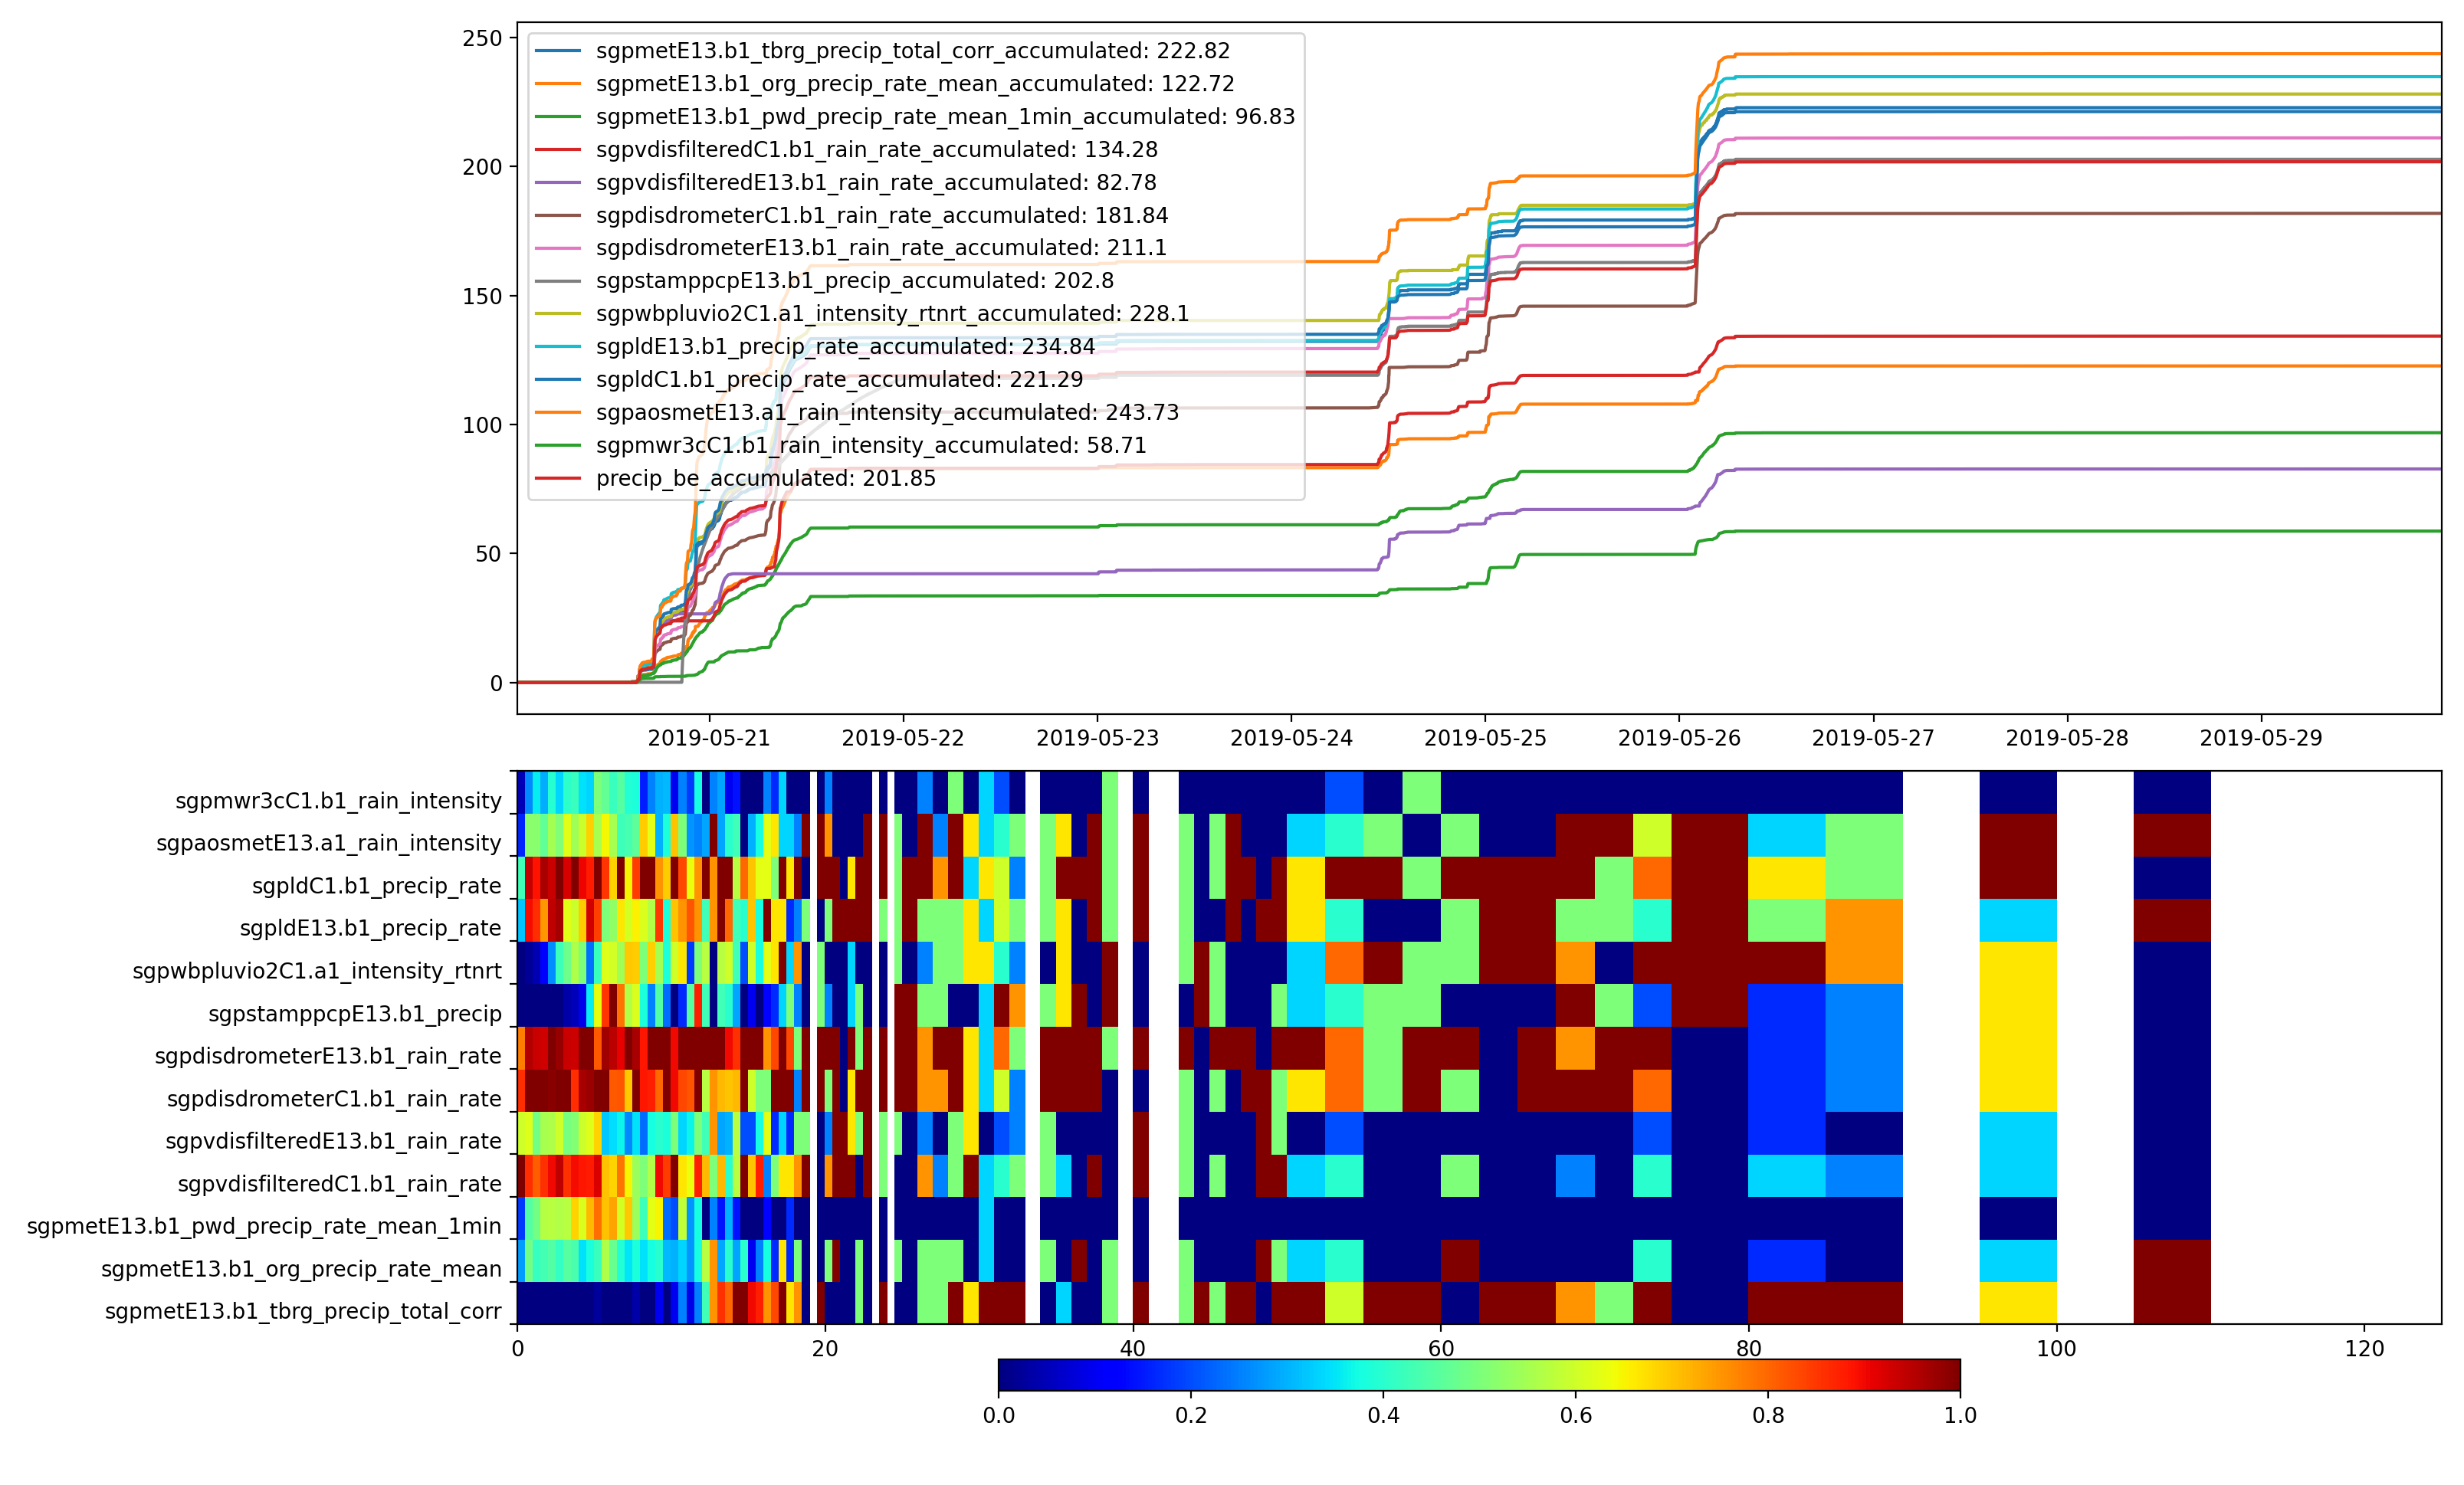 250
200
150
100
50
0
sgpmetE13.b1_tbrg_precip_total_corr_accumulated: 222.82
sgpmetE13.b1_org_precip_rate_mean_accumulated: 122.72
sgpmetE13.b1_pwd_precip_rate_mean_1min_accumulated: 96.83
sgpvdisfilteredC1.b1_rain_rate_accumulated: 134.28
sgpvdisfilteredE13.b1_rain_rate_accumulated: 82.78
sgpdisdrometerC1.b1_rain_rate_accumulated: 181.84
sgpdisdrometerE13.b1_rain_rate_accumulated: 211.1
sgpstamppcpE13.b1_precip_accumulated: 202.8
sgpwbpluvio2C1.a1_intensity_rtnrt_accumulated: 228.1
sgpldE13.b1_precip_rate_accumulated: 234.84
sgpldC1.b1_precip_rate_accumulated: 221.29
sgpaosmetE13.a1_rain_intensity_accumulated: 243.73
sgpmwr3cC1.b1_rain_intensity_accumulated: 58.71
precip_be_accumulated: 201.85
2019-05-21 2019-05-22 2019-05-23 2019-05-24 2019-05-25 2019-05-26 2019-05-27 2019-05-28 2019-05-29
sgpmwr3cC1.b1_rain_intensity
sgpaosmetE13.a1_rain_intensity
sgpldC1.b1_precip_rate
sgpldE13.b1_precip_rate
sgpwbpluvio2C1.a1_intensity_rtnrt
sgpstamppcpE13.b1_precip
sgpdisdrometerE13.b1_rain_rate
sgpdisdrometerC1.b1_rain_rate
sgpvdisfilteredE13.b1_rain_rate
sgpvdisfilteredC1.b1_rain_rate
sgpmetE13.b1_pwd_precip_rate_mean_1min
sgpmetE13.b1_org_precip_rate_mean
sgpmetE13.b1_tbrg_precip_total_corr
0 20 40 60 80 100 120
0.0 0.2 0.4 0.6 0.8 1.0